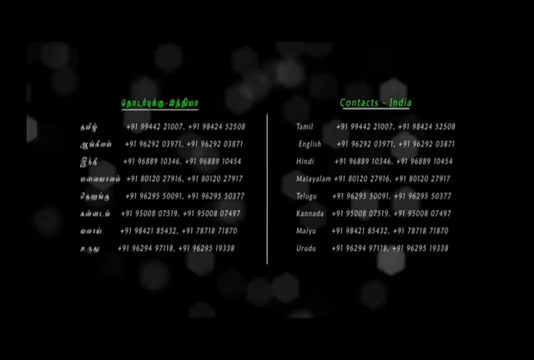 தொடர்புக்கு-இந்தியா
தமிழ் +91 99442 21007, +91 98424 52508
ஆங்கிலம் +91 96292 03971, +91 96292 03871
இந்தி +91 96889 10346, +91 96889 10454
மலையாளம் +91 80120 27916, +91 80120 27917
தெலுங்கு +91 96295 50091, +91 96295 50377
கன்னடம் +91 95008 07519, +91 95008 07497
மலாய் +91 98421 85432, +91 78718 71870
உருது +91 96294 97118, +91 96295 19338
Contacts - India
Tamil +91 99442 21007, +91 98424 52508
English +91 96292 03971, +91 96292 03871
Hindi +91 96889 10346, +91 96889 10454
Malayalam +91 80120 27916, +91 80120 27917
Telugu +91 96295 50091, +91 96295 50377
Kannada +91 95008 07519, +91 95008 07497
Malyu +91 98421 85432, +91 78718 71870
Urudu +91 96294 97118, +91 96295 19338